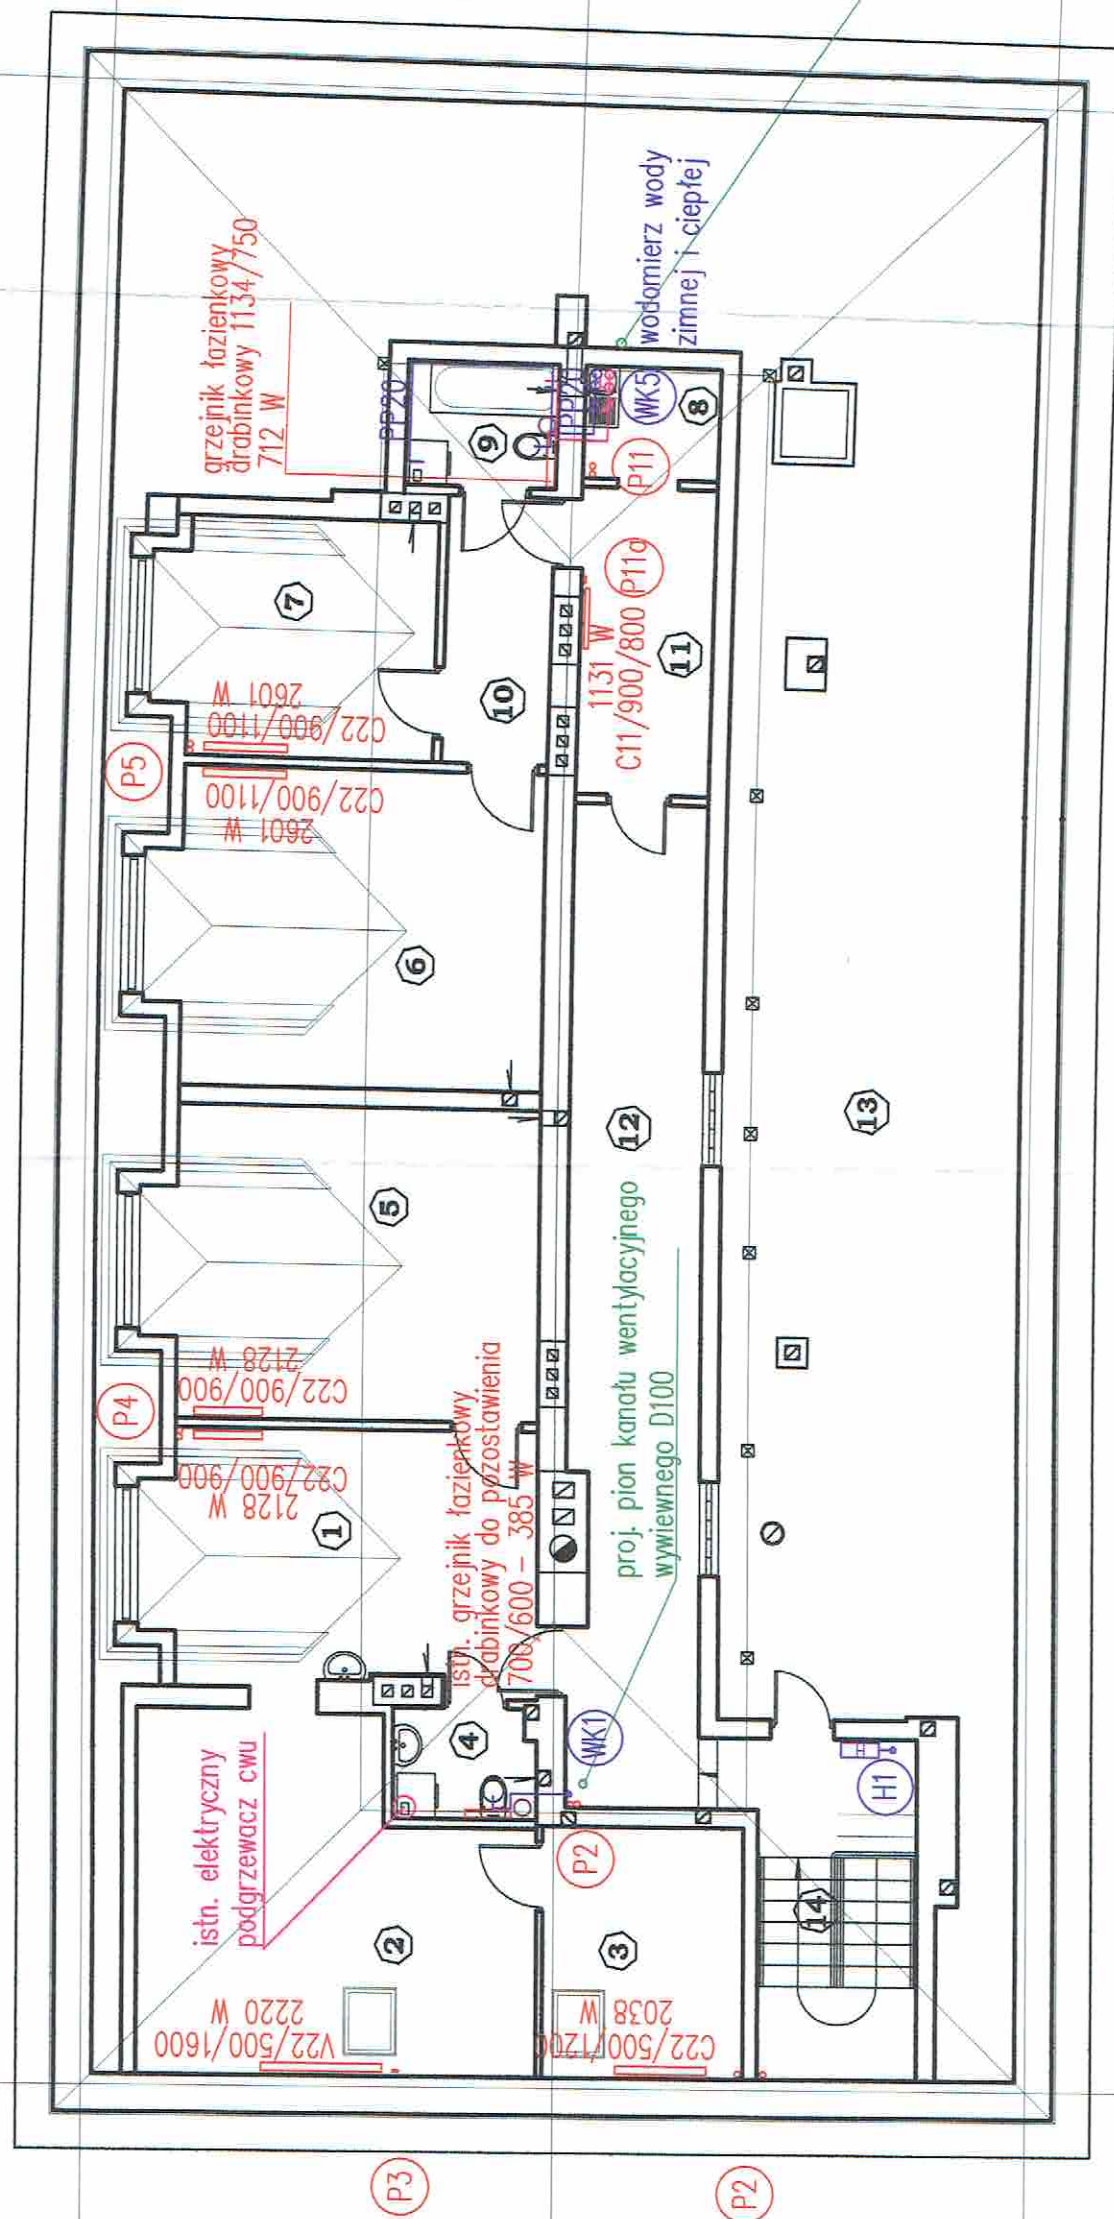 grzejnik łazienkowy
drabinkowy 1134/750
712 W
wodomierz wody
zimnej i ciepłej
PP20
PP20
WK5
8
9
P11
P11a
1131 W
C11/900/800
11
7
10
2601 W
C22/900/1100
P5
C22/900/1100
2601 W
6
12
13
5
2128 W
C22/900/900
P4
C22/900/900
2128 W
1
istn. grzejnik łazienkowy
drabinkowy do pozostawienia
700/600 - 385 W
proj. pion kanału wentylacyjnego
wywiewnego D100
WK1
4
H1
istn. elektryczny
podgrzewacz cwu
P2
2
3
14
2220 W
V22/500/1600
2038 W
C22/500/1200
P3
P2